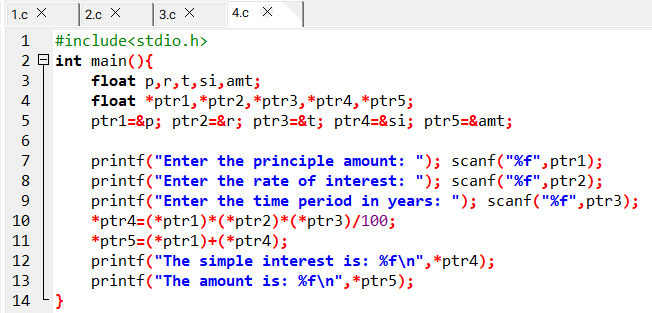 1.c 2.c 3.c 4.c
1 #include<stdio.h>
2 int main(){
3 float p,r,t,si,amt;
4 float *ptr1,*ptr2,*ptr3,*ptr4,*ptr5;
5 ptr1=&p; ptr2=&r; ptr3=&t; ptr4=&si; ptr5=&amt;
6
7 printf("Enter the principle amount: "); scanf("%f",ptr1);
8 printf("Enter the rate of interest: "); scanf("%f",ptr2);
9 printf("Enter the time period in years: "); scanf("%f",ptr3);
10 *ptr4=(*ptr1)*(*ptr2)*(*ptr3)/100;
11 *ptr5=(*ptr1)+(*ptr4);
12 printf("The simple interest is: %f\n",*ptr4);
13 printf("The amount is: %f\n",*ptr5);
14 }